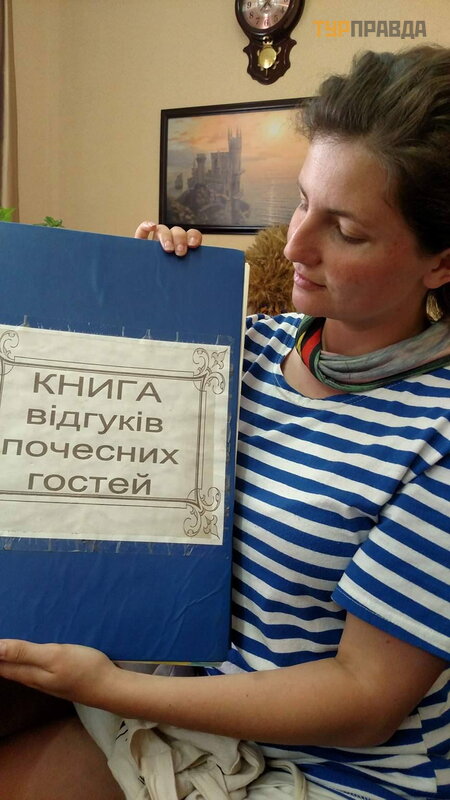 ТУРПРАВДА
КНИГА
відгуків
почесних
гостей